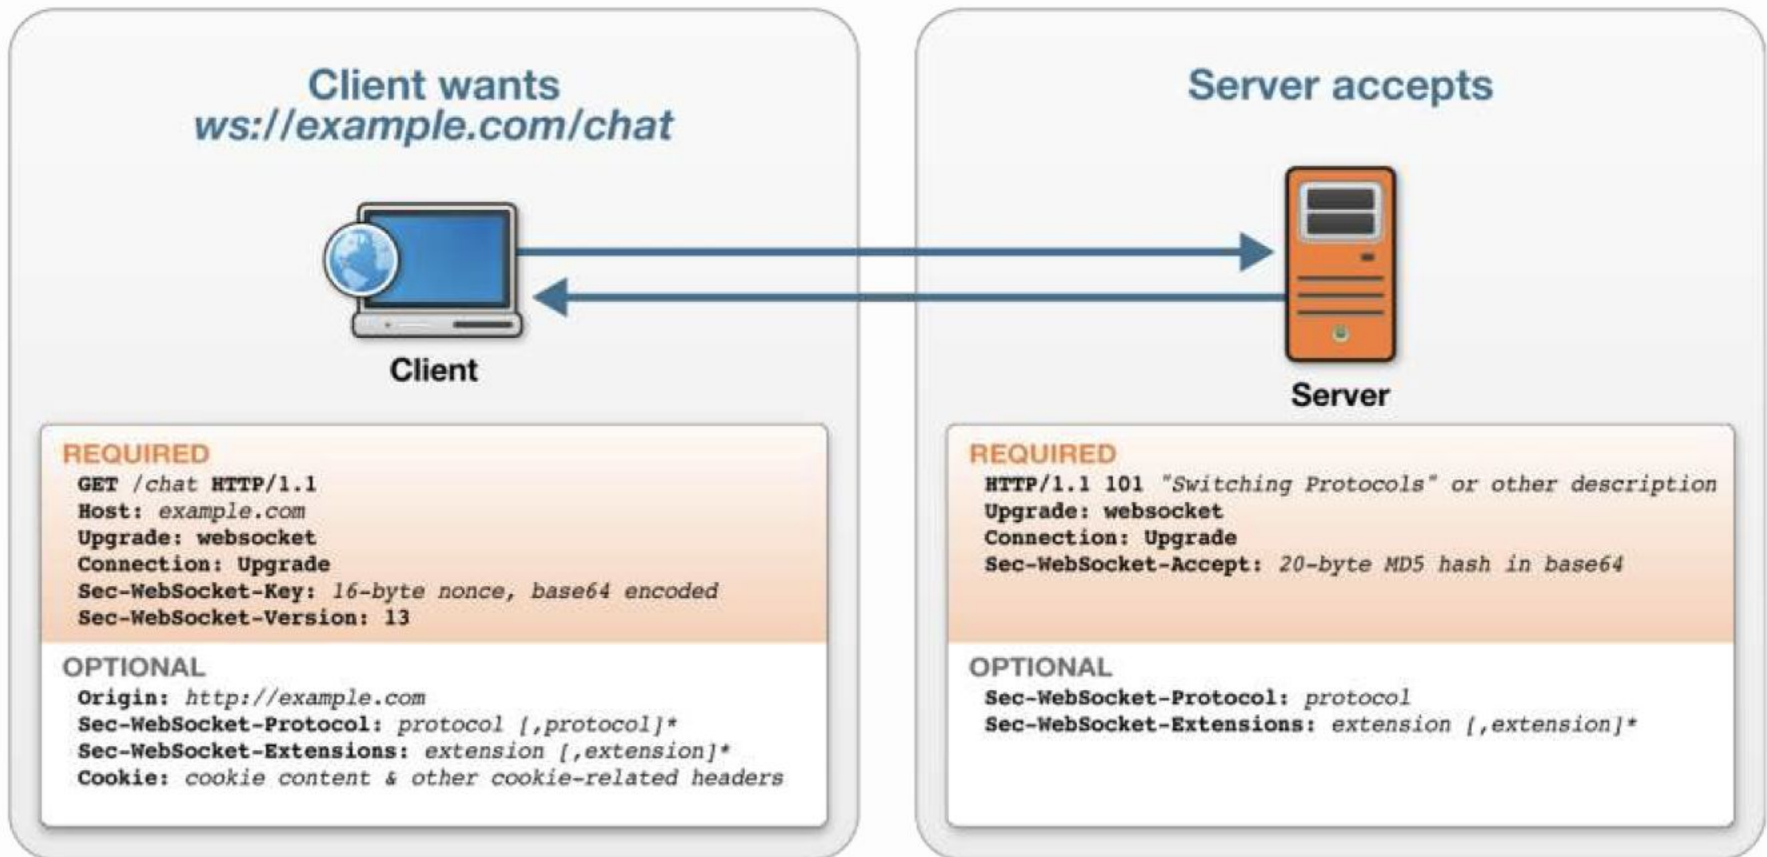 Client wants
ws://example.com/chat
Client
REQUIRED
GET /chat HTTP/1.1
Host: example.com
Upgrade: websocket
Connection: Upgrade
Sec-WebSocket-Key: 16-byte nonce, base64 encoded
Sec-WebSocket-Version: 13
OPTIONAL
Origin: http://example.com
Sec-WebSocket-Protocol: protocol [,protocol]*
Sec-WebSocket-Extensions: extension [,extension]*
Cookie: cookie content & other cookie-related headers
Server accepts
Server
REQUIRED
HTTP/1.1 101 "Switching Protocols" or other description
Upgrade: websocket
Connection: Upgrade
Sec-WebSocket-Accept: 20-byte MD5 hash in base64
OPTIONAL
Sec-WebSocket-Protocol: protocol
Sec-WebSocket-Extensions: extension [,extension]*